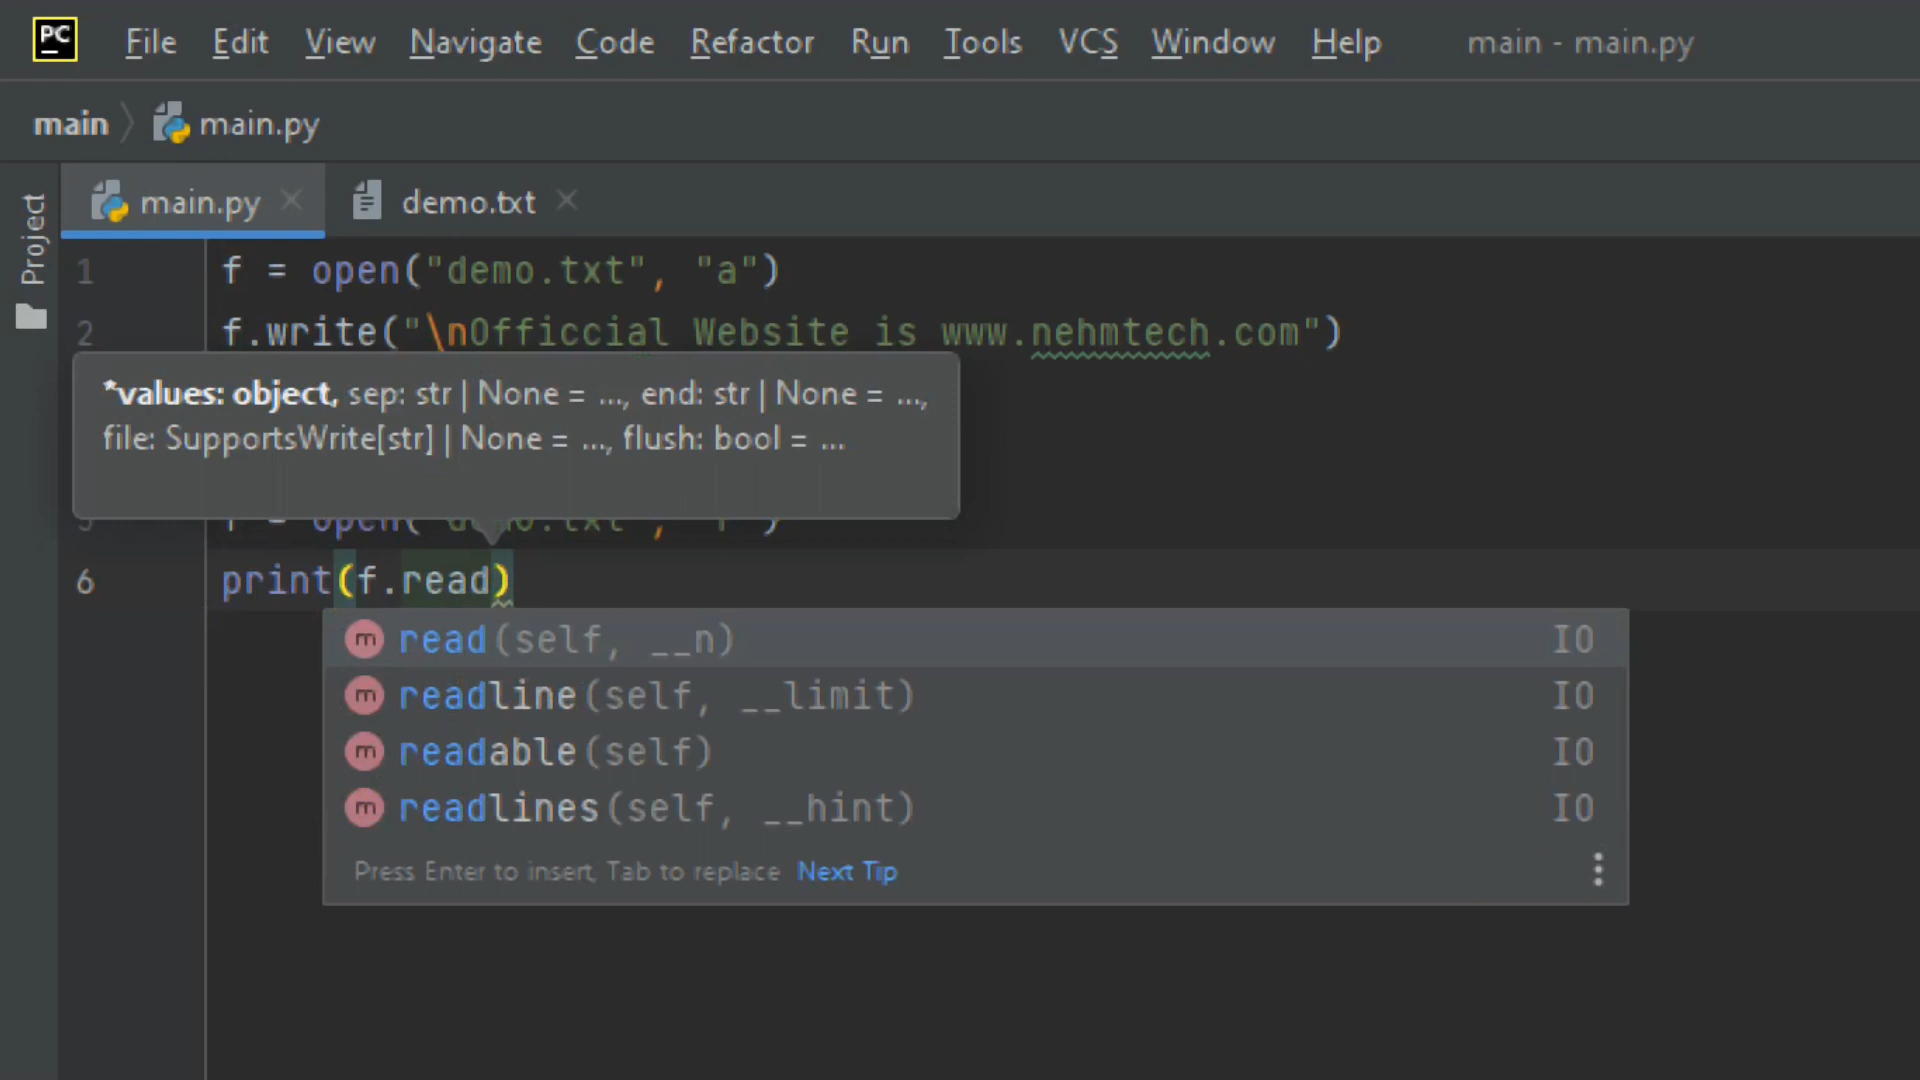 PC File Edit View Navigate Code Refactor Run Tools VCS Window Help main - main.py
main main.py
Project
main.py demo.txt
1 f = open("demo.txt", "a")
2 f.write("\nOfficcial Website is www.nehmtech.com")
*values: object, sep: str | None = ..., end: str | None = ...,
file: SupportsWrite[str] | None = ..., flush: bool = ...
5 f = open("demo.txt", "r")
6 print(f.read)
m read(self, __n) IO
m readline(self, __limit) IO
m readable(self) IO
m readlines(self, __hint) IO
Press Enter to insert, Tab to replace Next Tip